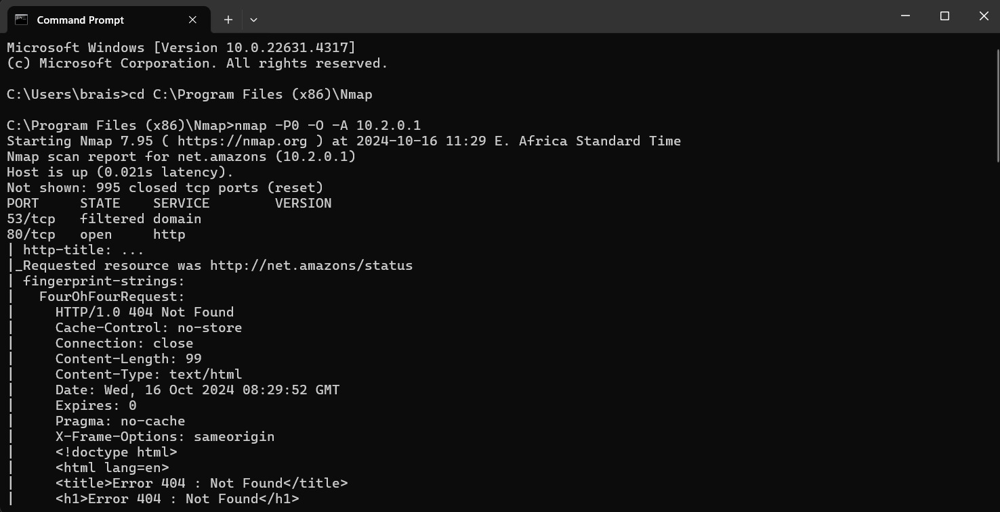 Command Prompt
Microsoft Windows [Version 10.0.22631.4317]
(c) Microsoft Corporation. All rights reserved.
C:\Users\brais>cd C:\Program Files (x86)\Nmap
C:\Program Files (x86)\Nmap>nmap -P0 -O -A 10.2.0.1
Starting Nmap 7.95 ( https://nmap.org ) at 2024-10-16 11:29 E. Africa Standard Time
Nmap scan report for net.amazons (10.2.0.1)
Host is up (0.021s latency).
Not shown: 995 closed tcp ports (reset)
PORT     STATE    SERVICE        VERSION
53/tcp   filtered domain
80/tcp   open     http
| http-title: ...
|_Requested resource was http://net.amazons/status
| fingerprint-strings:
|   FourOhFourRequest:
|     HTTP/1.0 404 Not Found
|     Cache-Control: no-store
|     Connection: close
|     Content-Length: 99
|     Content-Type: text/html
|     Date: Wed, 16 Oct 2024 08:29:52 GMT
|     Expires: 0
|     Pragma: no-cache
|     X-Frame-Options: sameorigin
|     <!doctype html>
|     <html lang=en>
|     <title>Error 404 : Not Found</title>
|     <h1>Error 404 : Not Found</h1>